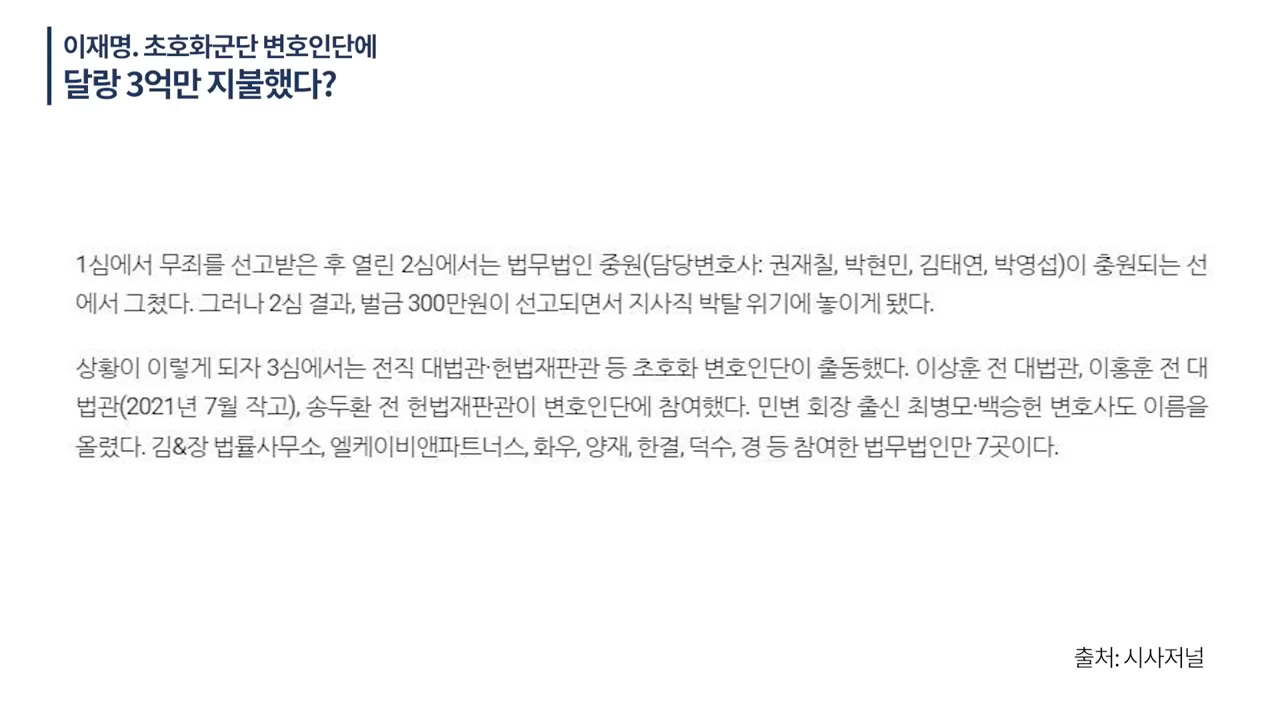 이재명. 초호화군단 변호인단에
달랑 3억만 지불했다?
1심에서 무죄를 선고받은 후 열린 2심에서는 법무법인 중원(담당변호사: 권재칠, 박현민, 김태연, 박영섭)이 충원되는 선
에서 그쳤다. 그러나 2심 결과, 벌금 300만원이 선고되면서 지사직 박탈 위기에 놓이게 됐다.
상황이 이렇게 되자 3심에서는 전직 대법관·헌법재판관 등 초호화 변호인단이 출동했다. 이상훈 전 대법관, 이홍훈 전 대
법관(2021년 7월 작고), 송두환 전 헌법재판관이 변호인단에 참여했다. 민변 회장 출신 최병모·백승헌 변호사도 이름을
올렸다. 김&장 법률사무소, 엘케이비앤파트너스, 화우, 양재, 한결, 덕수, 경 등 참여한 법무법인만 7곳이다.
출처: 시사저널